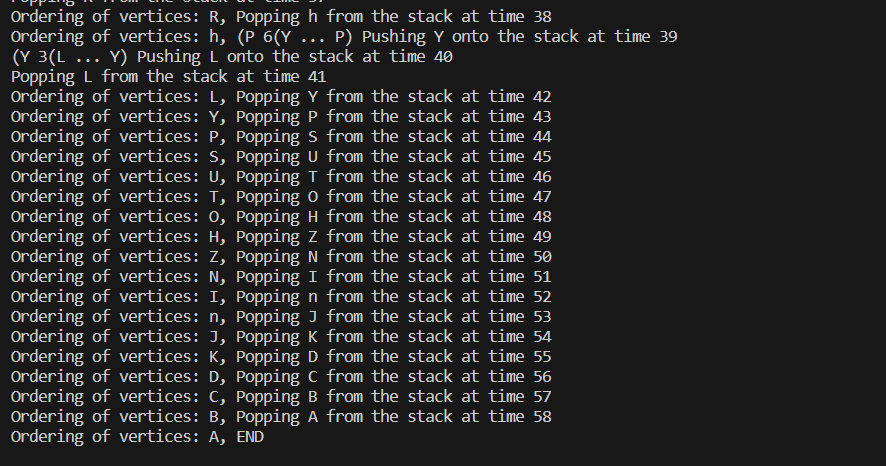 Ordering of vertices: R, Popping h from the stack at time 38
Ordering of vertices: h, (P 6(Y ... P) Pushing Y onto the stack at time 39
(Y 3(L ... Y) Pushing L onto the stack at time 40
Popping L from the stack at time 41
Ordering of vertices: L, Popping Y from the stack at time 42
Ordering of vertices: Y, Popping P from the stack at time 43
Ordering of vertices: P, Popping S from the stack at time 44
Ordering of vertices: S, Popping U from the stack at time 45
Ordering of vertices: U, Popping T from the stack at time 46
Ordering of vertices: T, Popping O from the stack at time 47
Ordering of vertices: O, Popping H from the stack at time 48
Ordering of vertices: H, Popping Z from the stack at time 49
Ordering of vertices: Z, Popping N from the stack at time 50
Ordering of vertices: N, Popping I from the stack at time 51
Ordering of vertices: I, Popping n from the stack at time 52
Ordering of vertices: n, Popping J from the stack at time 53
Ordering of vertices: J, Popping K from the stack at time 54
Ordering of vertices: K, Popping D from the stack at time 55
Ordering of vertices: D, Popping C from the stack at time 56
Ordering of vertices: C, Popping B from the stack at time 57
Ordering of vertices: B, Popping A from the stack at time 58
Ordering of vertices: A, END